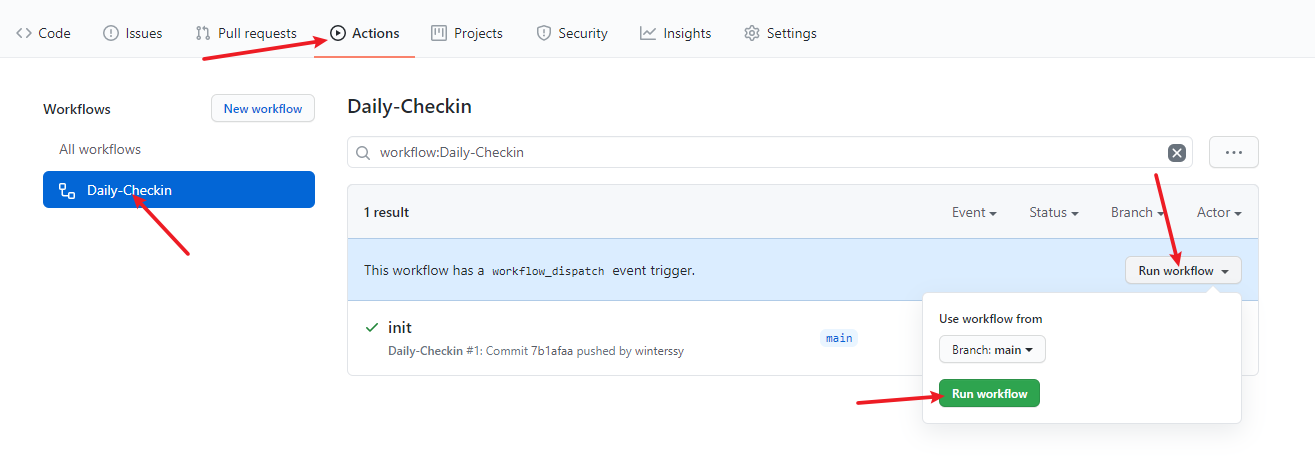 Code Issues Pull requests Actions Projects Security Insights Settings
Workflows New workflow
All workflows
Daily-Checkin
Daily-Checkin
workflow:Daily-Checkin
1 result Event Status Branch Actor
This workflow has a workflow_dispatch event trigger. Run workflow
init
Daily-Checkin #1: Commit 7b1afaa pushed by winterssy
main
Use workflow from
Branch: main
Run workflow